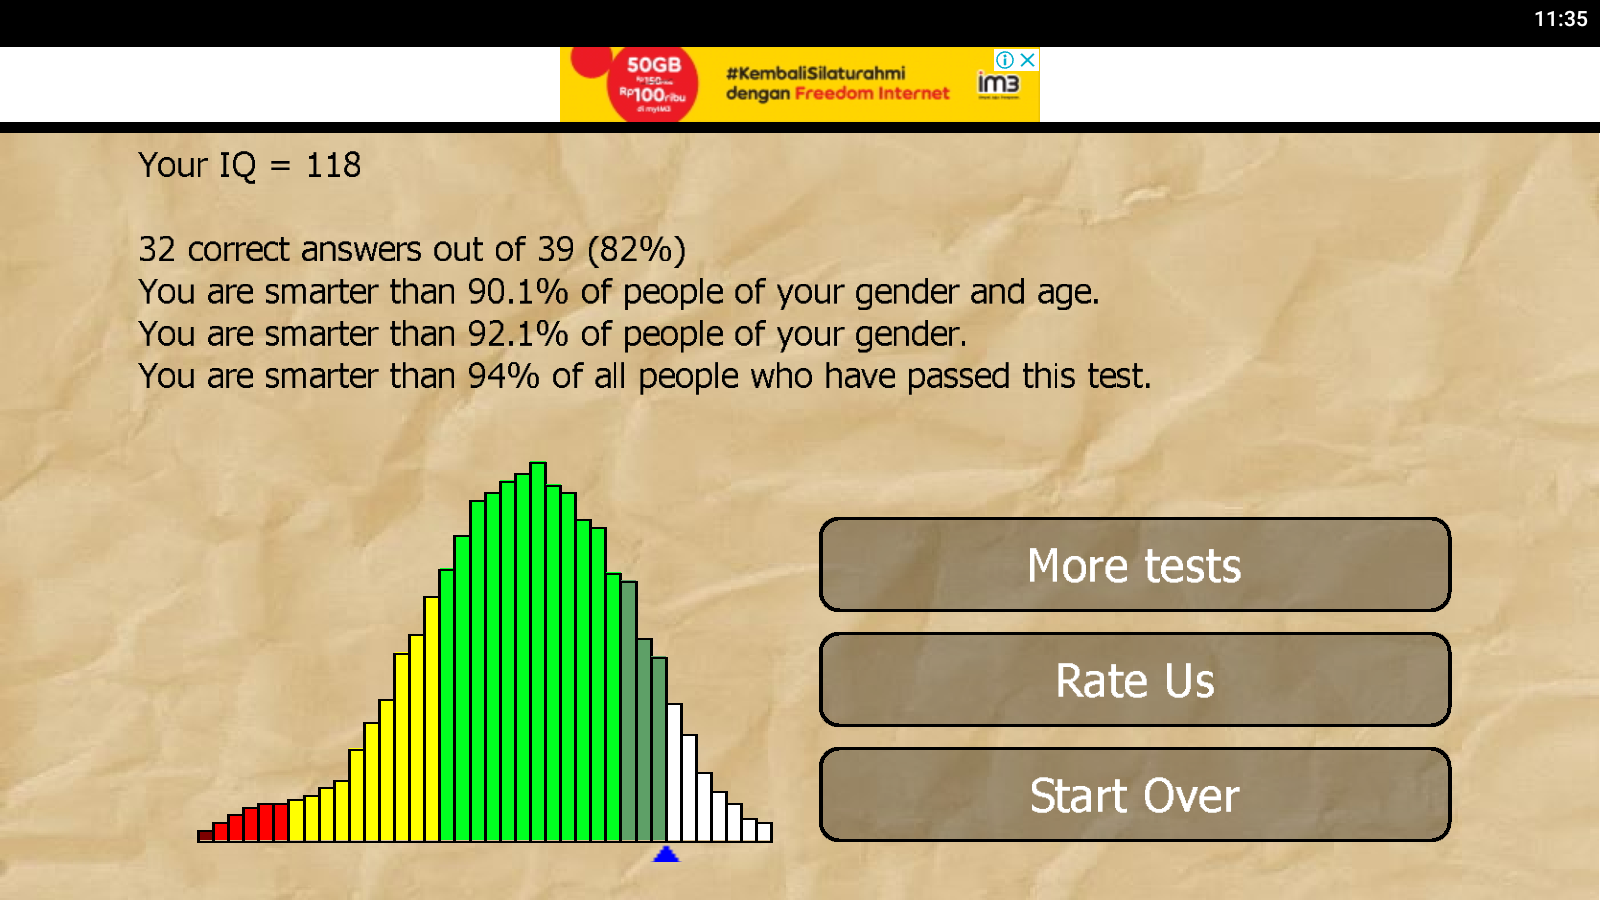 11:35
50GB
Rp150ribu
Rp100ribu
di myIM3
#KembaliSilaturahmi
dengan Freedom Internet
im3
Your IQ = 118
32 correct answers out of 39 (82%)
You are smarter than 90.1% of people of your gender and age.
You are smarter than 92.1% of people of your gender.
You are smarter than 94% of all people who have passed this test.
More tests
Rate Us
Start Over